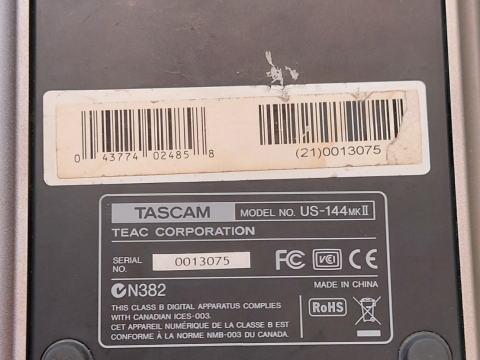 0 43774 02485 8
(21)0013075
TASCAM MODEL NO. US-144MKII
TEAC CORPORATION
SERIAL NO. 0013075
FC VCI CE
N382
MADE IN CHINA
THIS CLASS B DIGITAL APPARATUS COMPLIES
WITH CANADIAN ICES-003.
CET APPAREIL NUMÉRIQUE DE LA CLASSE B EST
CONFORME À LA NORME NMB-003 DU CANADA.
RoHS